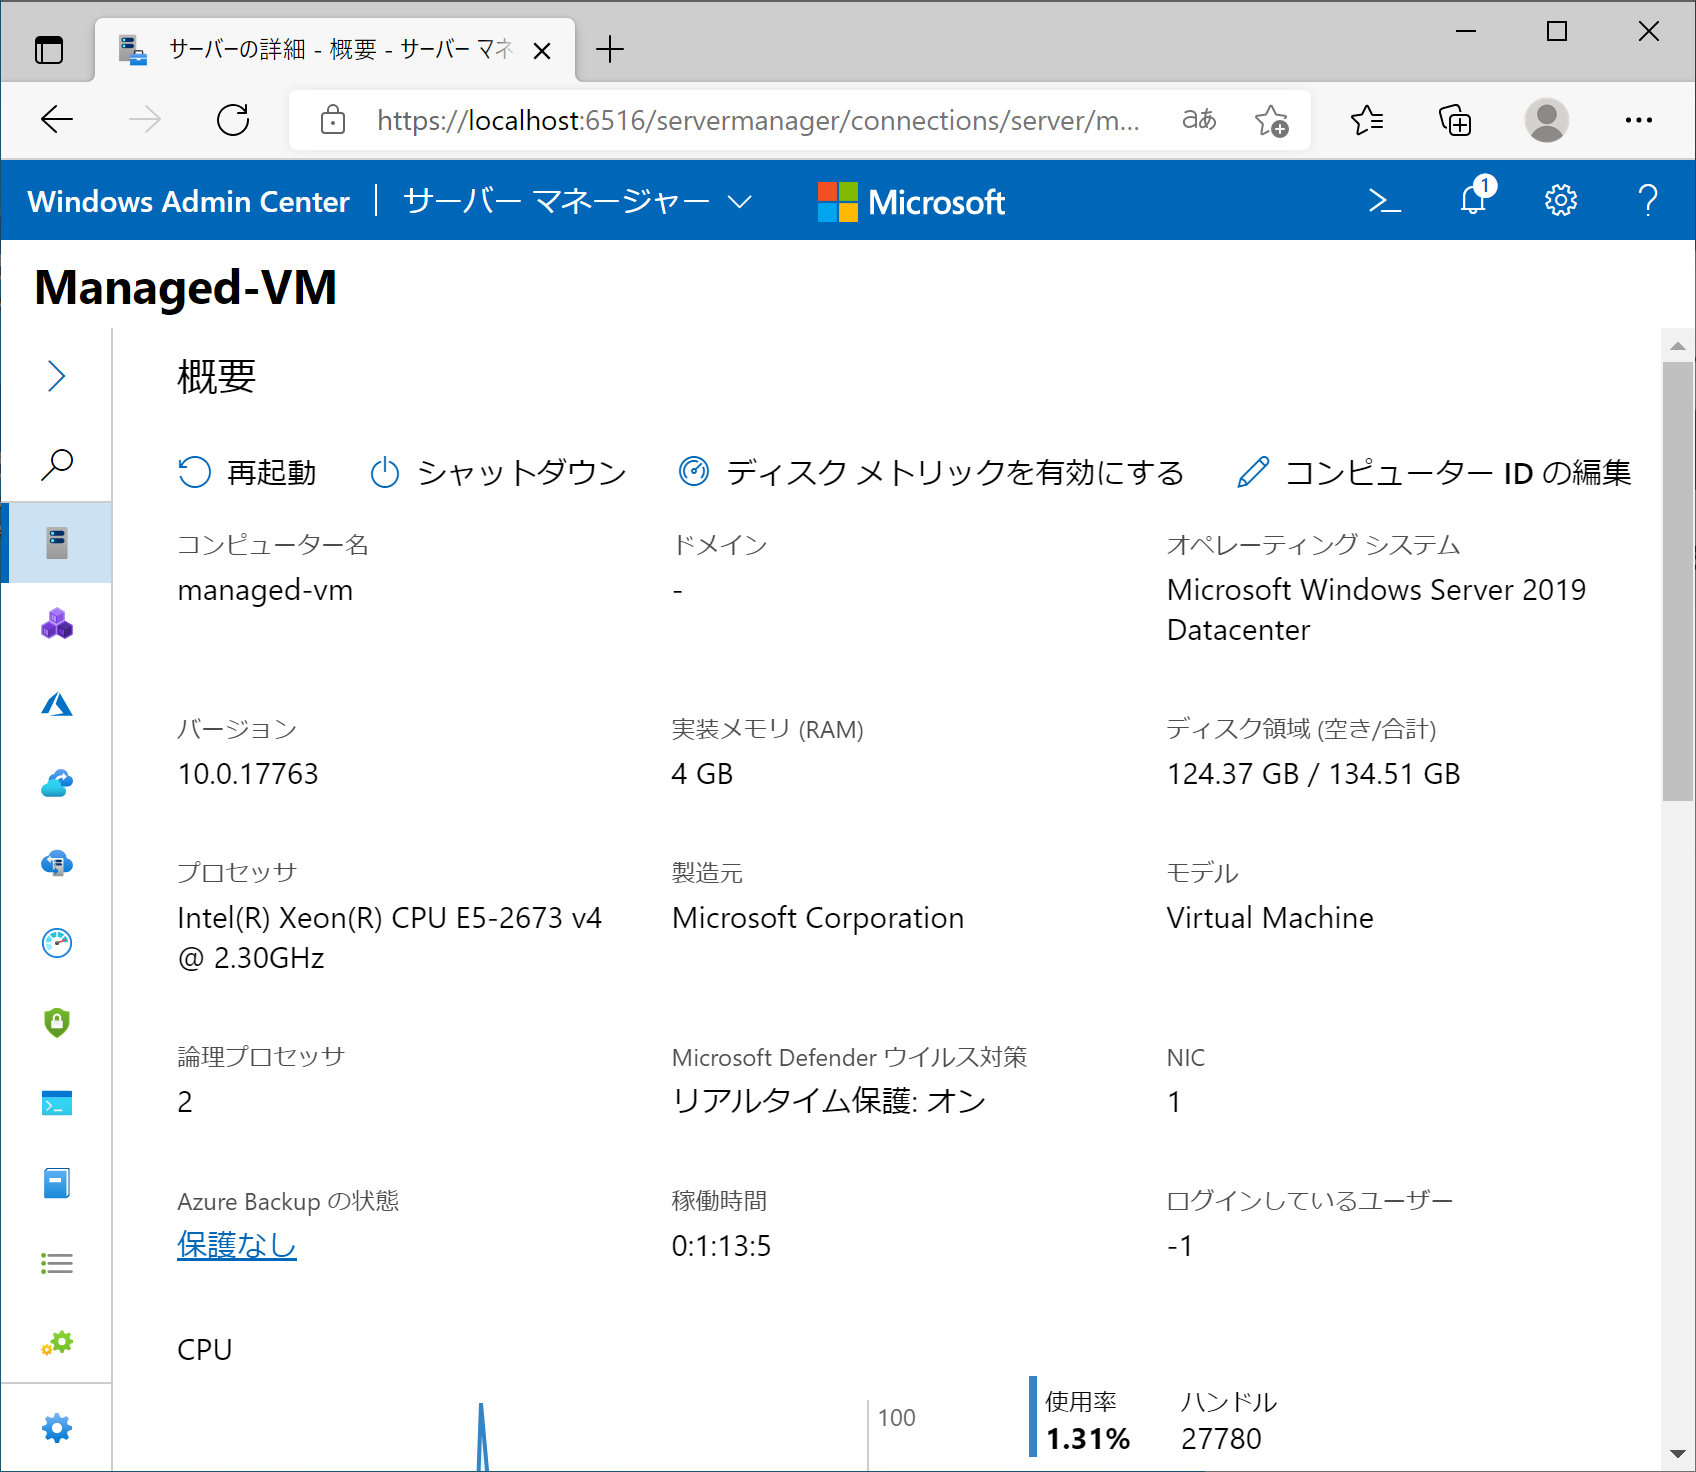 サーバーの詳細 - 概要 - サーバー マネ
https://localhost:6516/servermanager/connections/server/m...
aあ
Windows Admin Center
サーバー マネージャー
Microsoft
1
Managed-VM
概要
再起動
シャットダウン
ディスク メトリックを有効にする
コンピューター ID の編集
コンピューター名
managed-vm
ドメイン
-
オペレーティング システム
Microsoft Windows Server 2019
Datacenter
バージョン
10.0.17763
実装メモリ (RAM)
4 GB
ディスク領域 (空き/合計)
124.37 GB / 134.51 GB
プロセッサ
Intel(R) Xeon(R) CPU E5-2673 v4
@ 2.30GHz
製造元
Microsoft Corporation
モデル
Virtual Machine
論理プロセッサ
2
Microsoft Defender ウイルス対策
リアルタイム保護: オン
NIC
1
Azure Backup の状態
保護なし
稼働時間
0:1:13:5
ログインしているユーザー
-1
CPU
100
使用率
1.31%
ハンドル
27780